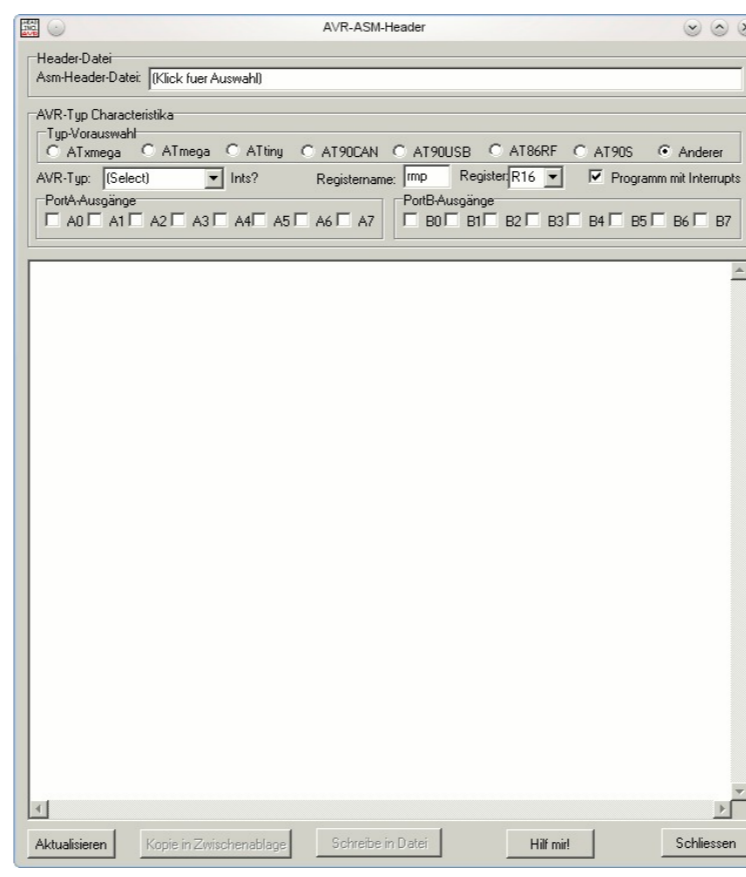 AVR-ASM-Header
Header-Datei
Asm-Header-Datei: (Klick fuer Auswahl)
AVR-Typ Characteristika
Typ-Vorauswahl
ATxmega ATmega ATtiny AT90CAN AT90USB AT86RF AT90S Anderer
AVR-Typ: (Select) Ints? Registername: rmp Register: R16 Programm mit Interrupts
PortA-Ausgänge PortB-Ausgänge
A0 A1 A2 A3 A4 A5 A6 A7 B0 B1 B2 B3 B4 B5 B6 B7
Aktualisieren Kopie in Zwischenablage Schreibe in Datei Hilf mir! Schliessen